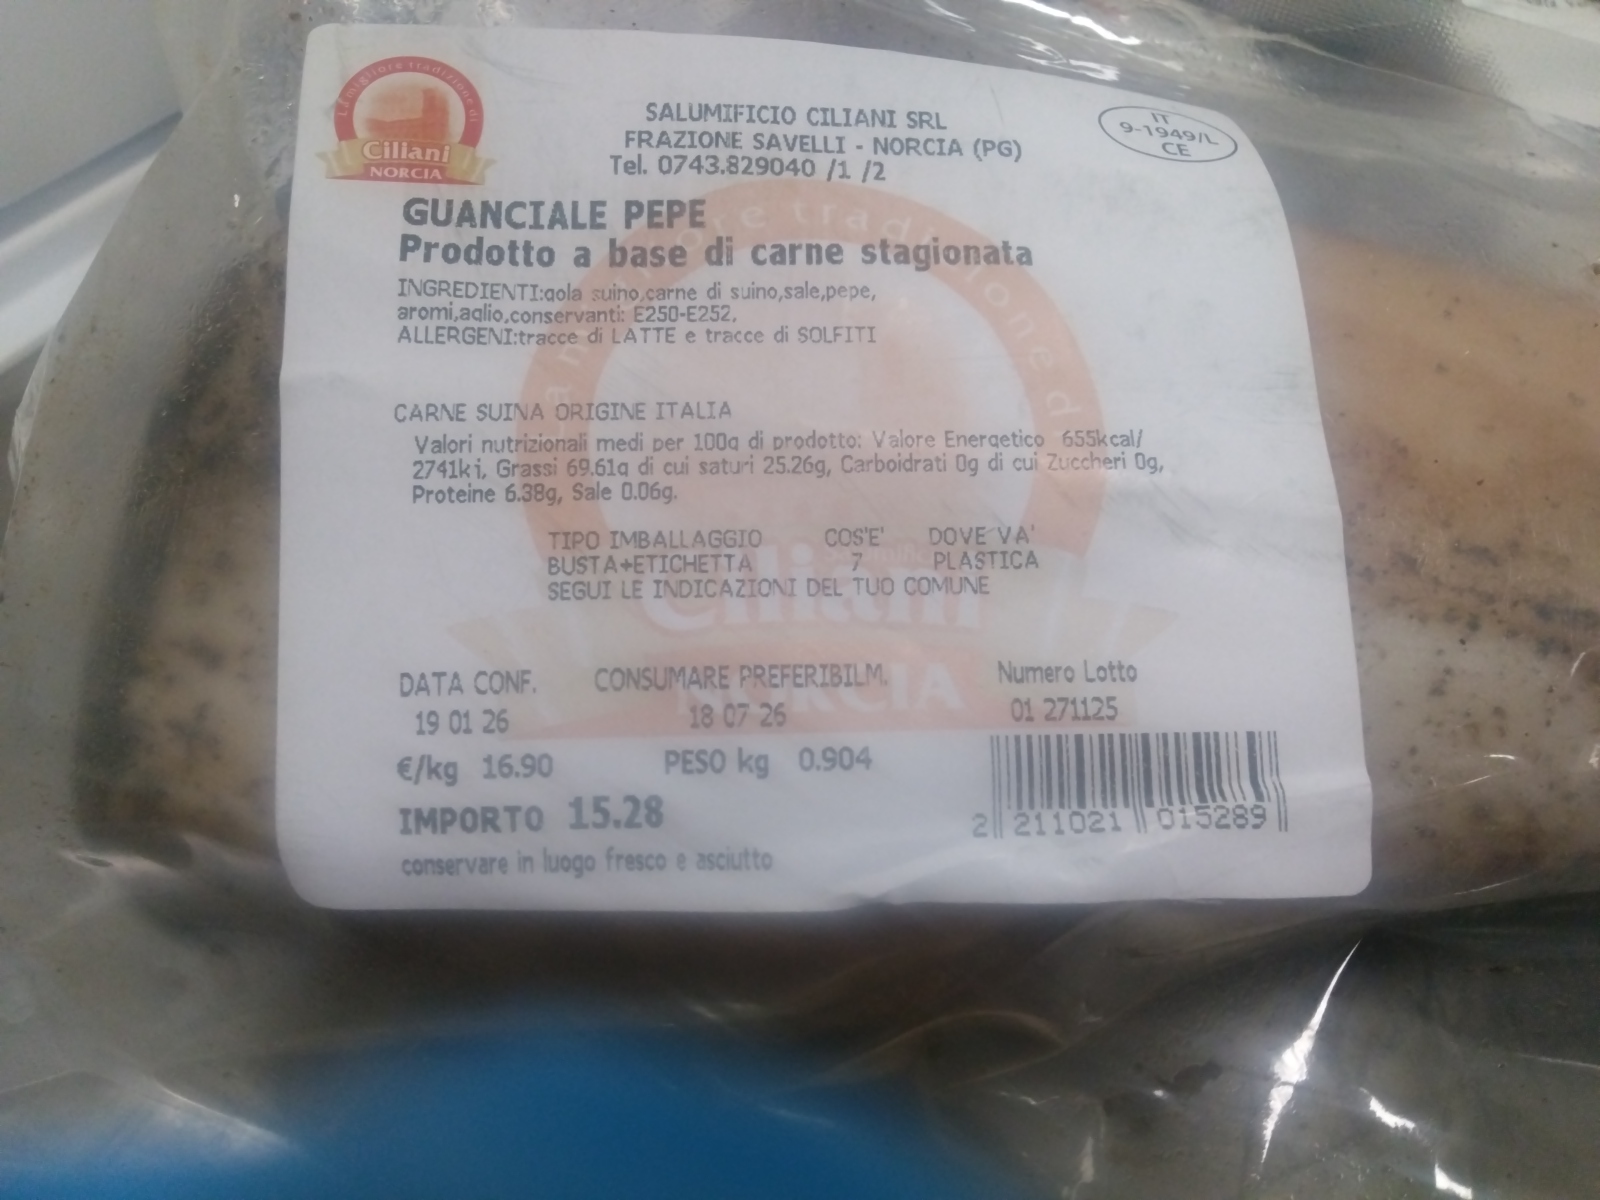 La migliore tradizione di
Ciliani
NORCIA
SALUMIFICIO CILIANI SRL
FRAZIONE SAVELLI - NORCIA (PG)
Tel. 0743.829040 /1 /2
IT
9-1949/L
CE
GUANCIALE PEPE
Prodotto a base di carne stagionata
INGREDIENTI:gola suino,carne di suino,sale,pepe,
aromi,aglio,conservanti: E250-E252,
ALLERGENI:tracce di LATTE e tracce di SOLFITI
CARNE SUINA ORIGINE ITALIA
Valori nutrizionali medi per 100g di prodotto: Valore Energetico 655kcal/
2741kj, Grassi 69.61g di cui saturi 25.26g, Carboidrati 0g di cui Zuccheri 0g,
Proteine 6.38g, Sale 0.06g.
TIPO IMBALLAGGIO COS'E' DOVE VA'
BUSTA+ETICHETTA 7 PLASTICA
SEGUI LE INDICAZIONI DEL TUO COMUNE
Ciliani
NORCIA
DATA CONF. CONSUMARE PREFERIBILM. Numero Lotto
19 01 26 18 07 26 01 271125
€/kg 16.90 PESO kg 0.904
IMPORTO 15.28
2 211021 015289
conservare in luogo fresco e asciutto